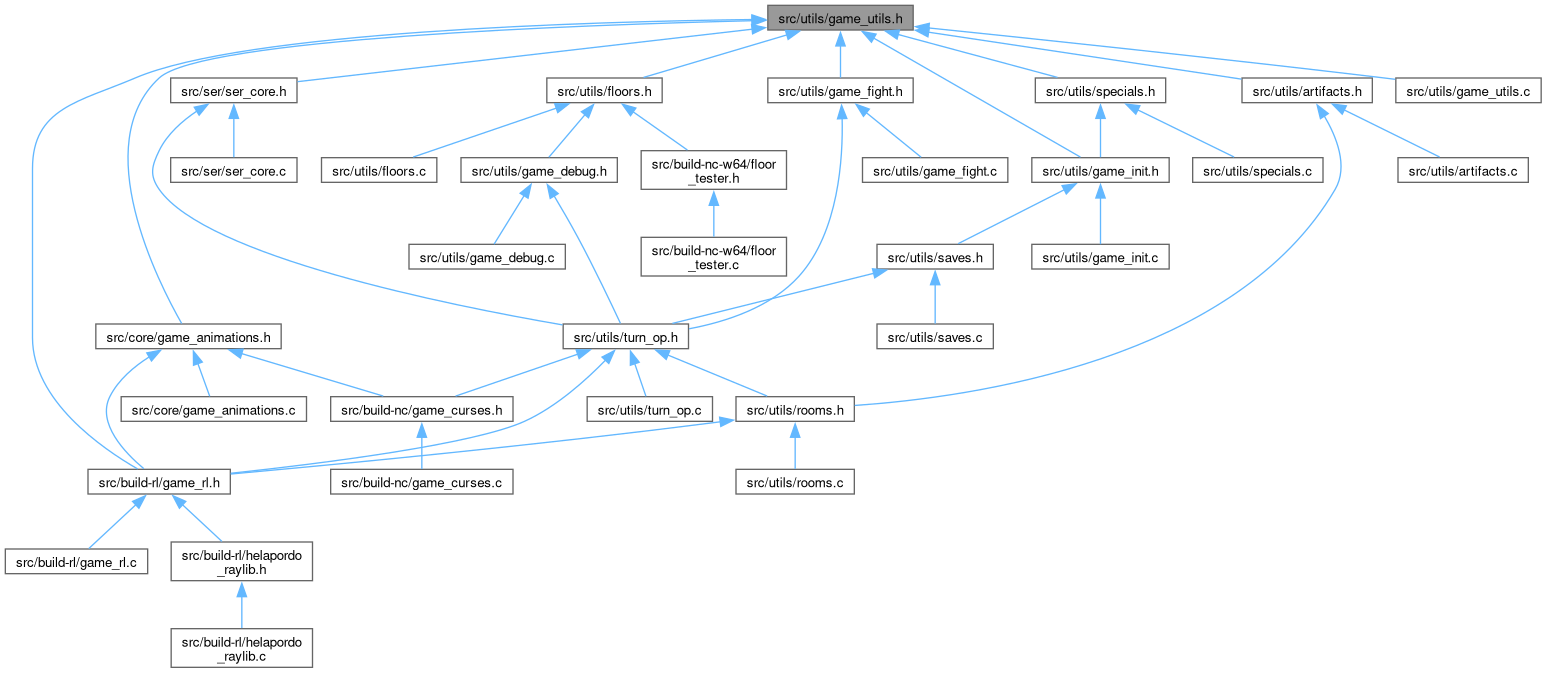 src/utils/game_utils.h
src/ser/ser_core.h
src/utils/floors.h
src/utils/game_fight.h
src/utils/specials.h
src/utils/artifacts.h
src/utils/game_utils.c
src/ser/ser_core.c
src/utils/floors.c
src/utils/game_debug.h
src/build-nc-w64/floor
_tester.h
src/utils/game_fight.c
src/utils/game_init.h
src/utils/specials.c
src/utils/artifacts.c
src/utils/game_debug.c
src/build-nc-w64/floor
_tester.c
src/utils/saves.h
src/utils/game_init.c
src/core/game_animations.h
src/utils/turn_op.h
src/utils/saves.c
src/core/game_animations.c
src/build-nc/game_curses.h
src/utils/turn_op.c
src/utils/rooms.h
src/build-rl/game_rl.h
src/build-nc/game_curses.c
src/utils/rooms.c
src/build-rl/game_rl.c
src/build-rl/helapordo
_raylib.h
src/build-rl/helapordo
_raylib.c